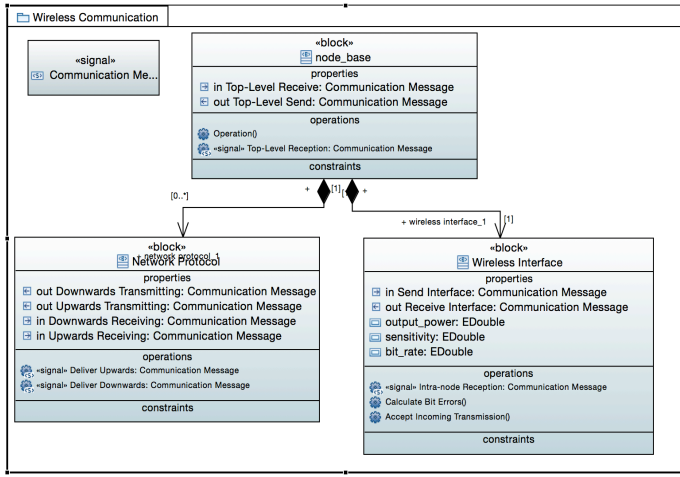 Wireless Communication
«signal»
Communication Me...
«block»
node_base
properties
in Top-Level Receive: Communication Message
out Top-Level Send: Communication Message
operations
Operation()
«signal» Top-Level Reception: Communication Message
constraints
+ [1] [1 +
[0..*]
+ wireless interface_1 [1]
«block»
+ network protocol_1
Network Protocol
properties
out Downwards Transmitting: Communication Message
out Upwards Transmitting: Communication Message
in Downwards Receiving: Communication Message
in Upwards Receiving: Communication Message
operations
«signal» Deliver Upwards: Communication Message
«signal» Deliver Downwards: Communication Message
constraints
«block»
Wireless Interface
properties
in Send Interface: Communication Message
out Receive Interface: Communication Message
output_power: EDouble
sensitivity: EDouble
bit_rate: EDouble
operations
«signal» Intra-node Reception: Communication Message
Calculate Bit Errors()
Accept Incoming Transmission()
constraints